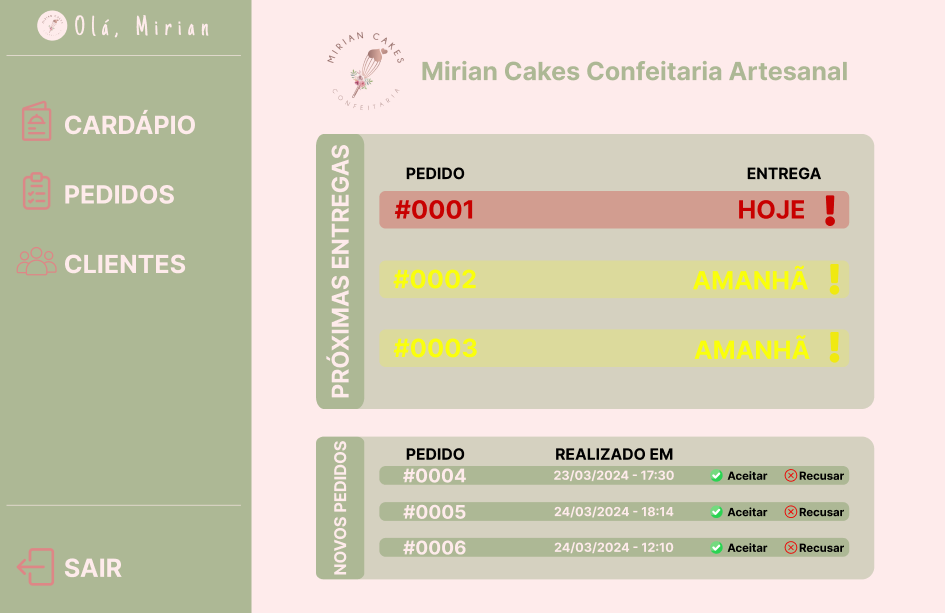 Olá, Mirian
CARDÁPIO
PEDIDOS
CLIENTES
SAIR
MIRIAN CAKES
CONFEITARIA
Mirian Cakes Confeitaria Artesanal
PRÓXIMAS ENTREGAS
PEDIDO ENTREGA
#0001 HOJE !
#0002 AMANHÃ !
#0003 AMANHÃ !
NOVOS PEDIDOS
PEDIDO REALIZADO EM
#0004 23/03/2024 - 17:30 Aceitar Recusar
#0005 24/03/2024 - 18:14 Aceitar Recusar
#0006 24/03/2024 - 12:10 Aceitar Recusar